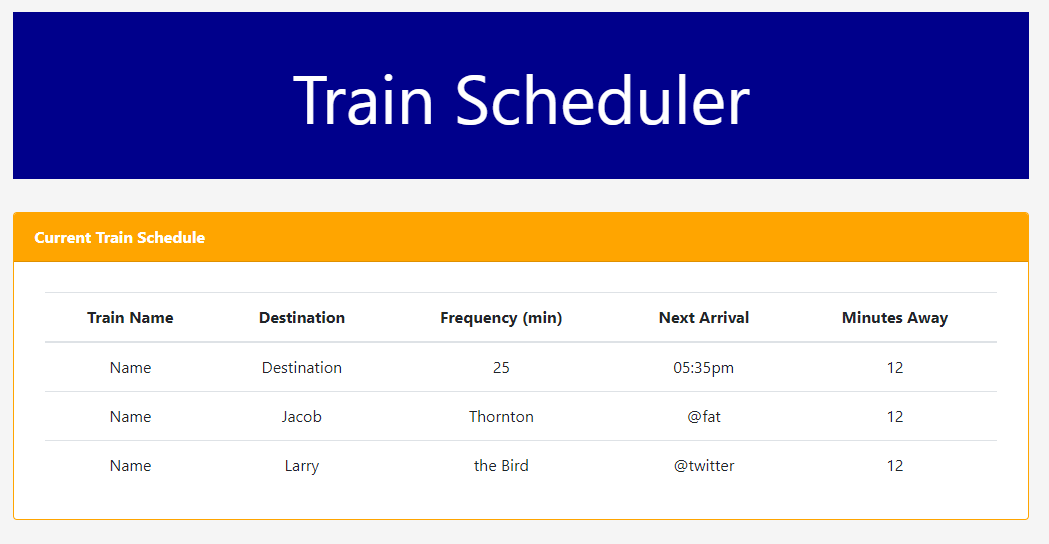 Train Scheduler
Current Train Schedule
Train Name Destination Frequency (min) Next Arrival Minutes Away
Name Destination 25 05:35pm 12
Name Jacob Thornton @fat 12
Name Larry the Bird @twitter 12